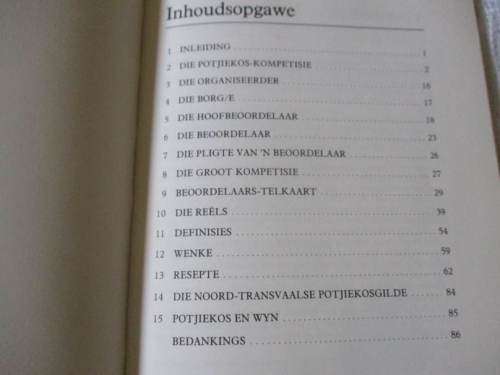 Inhoudsopgawe
1 INLEIDING 1
2 DIE POTJIEKOS-KOMPETISIE 2
3 DIE ORGANISEERDER 16
4 DIE BORG/E 17
5 DIE HOOFBEOORDELAAR 18
6 DIE BEOORDELAAR 23
7 DIE PLIGTE VAN 'N BEOORDELAAR 26
8 DIE GROOT KOMPETISIE 27
9 BEOORDELAARS-TELKAART 29
10 DIE REËLS 39
11 DEFINISIES 54
12 WENKE 59
13 RESEPTE 62
14 DIE NOORD-TRANSVAALSE POTJIEKOSGILDE 84
15 POTJIEKOS EN WYN 85
BEDANKINGS 86